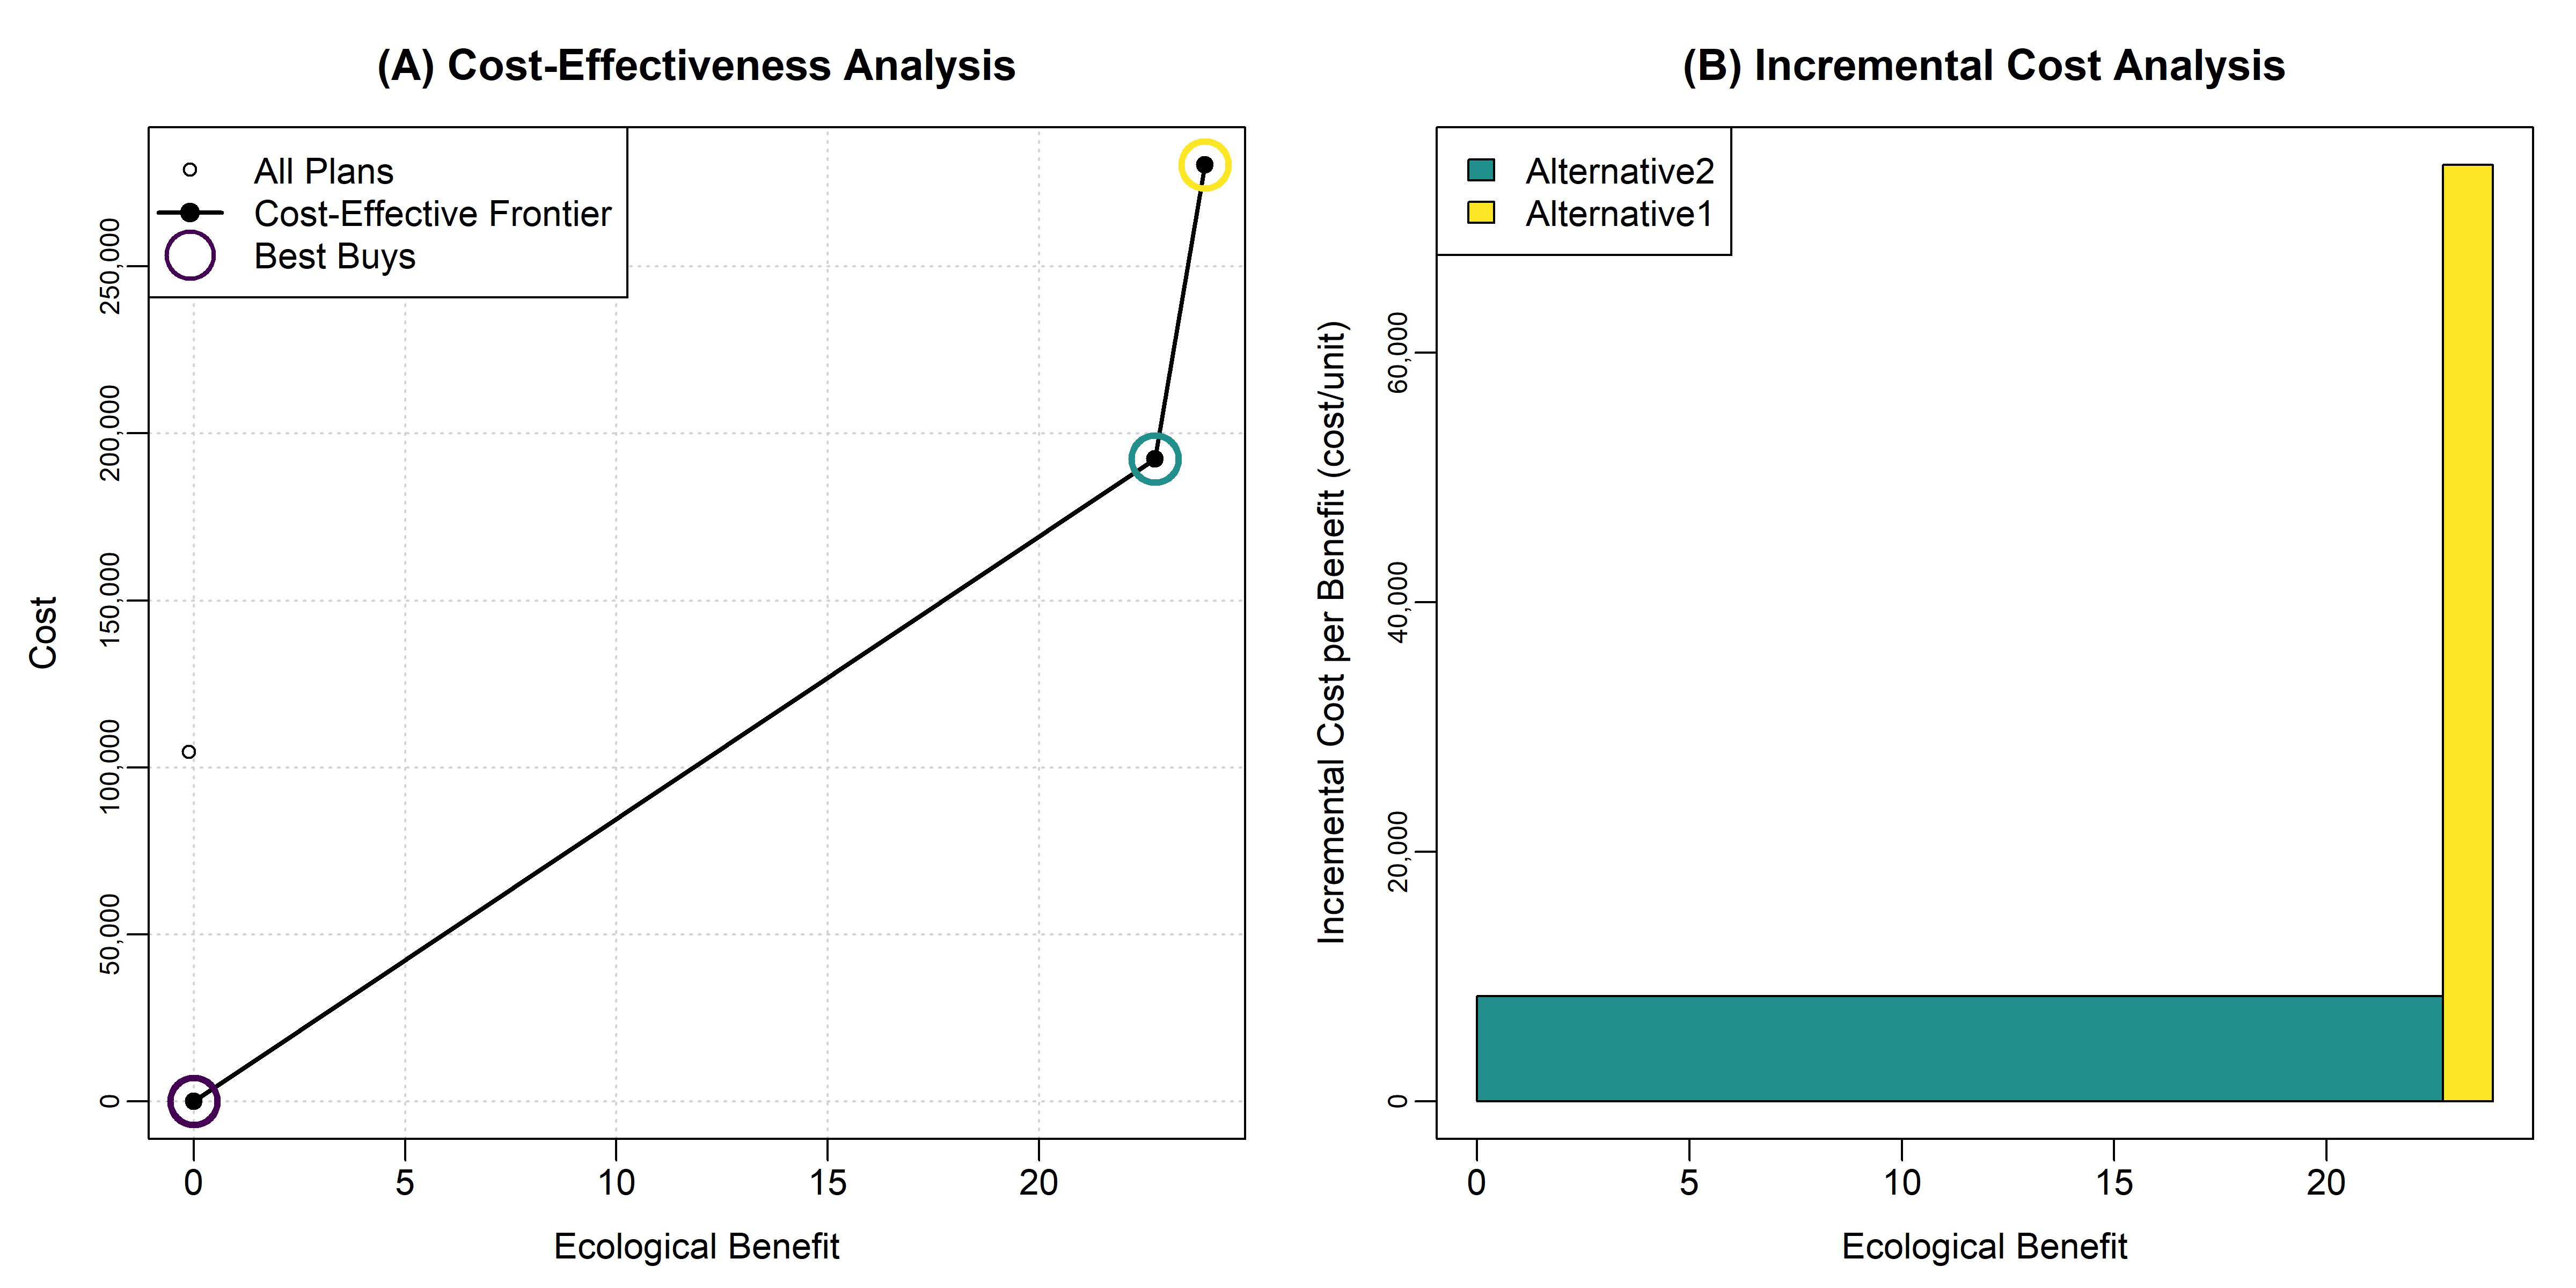 (A) Cost-Effectiveness Analysis
All Plans
Cost-Effective Frontier
Best Buys
Cost
250,000
200,000
150,000
100,000
50,000
0
0 5 10 15 20
Ecological Benefit
(B) Incremental Cost Analysis
Alternative2
Alternative1
Incremental Cost per Benefit (cost/unit)
60,000
40,000
20,000
0
0 5 10 15 20
Ecological Benefit